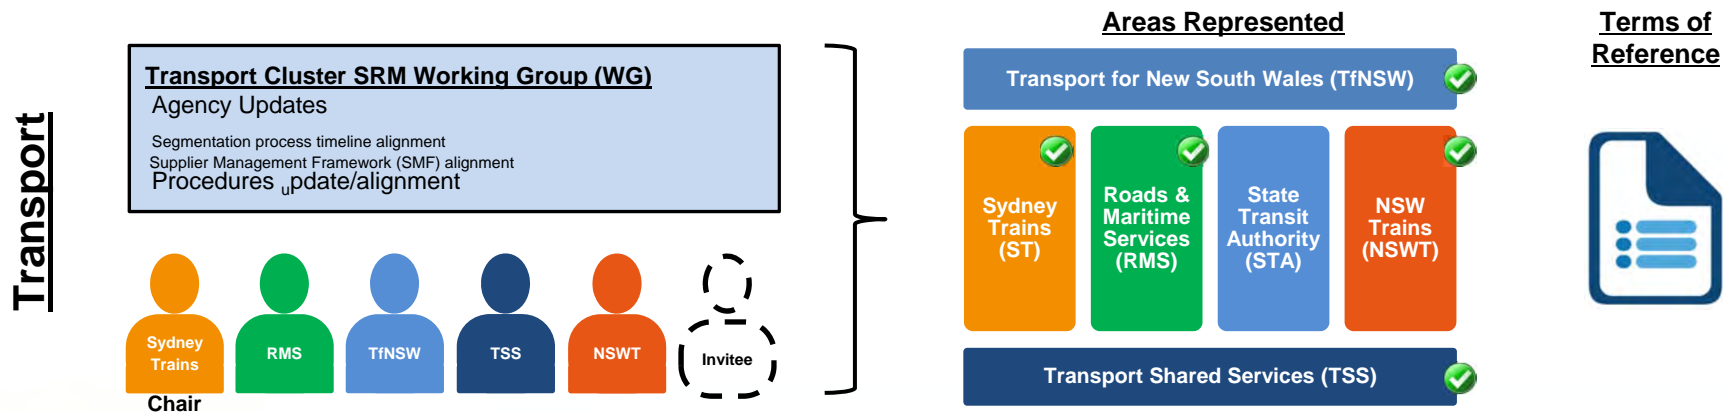 Transport
Transport Cluster SRM Working Group (WG)
Agency Updates
Segmentation process timeline alignment
Supplier Management Framework (SMF) alignment
Procedures update/alignment
Sydney
Trains
RMS
TfNSW
TSS
NSWT
Invitee
Chair
Areas Represented
Transport for New South Wales (TfNSW)
Sydney
Trains
(ST)
Roads &
Maritime
Services
(RMS)
State
Transit
Authority
(STA)
NSW
Trains
(NSWT)
Transport Shared Services (TSS)
Terms of
Reference